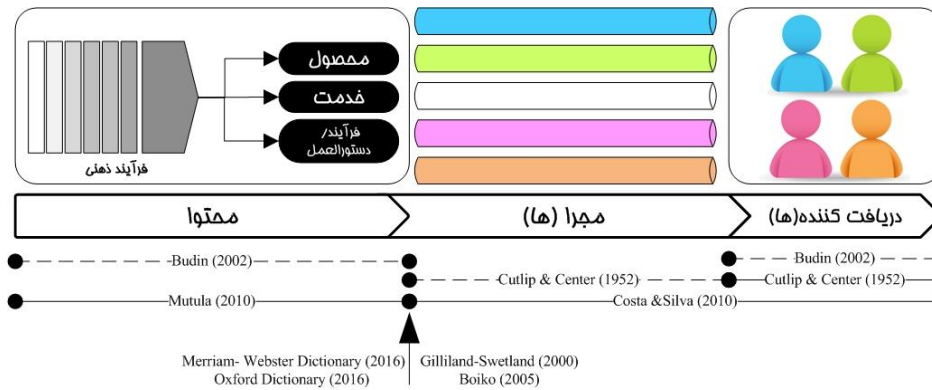 محصول
خدمت
فرآیند/
دستورالعمل
فرآیند ذهنی
محتوا
مجرا (ها)
دریافت کننده(ها)
Budin (2002)
Budin (2002)
Cutlip & Center (1952)
Cutlip & Center (1952)
Mutula (2010)
Costa &Silva (2010)
Merriam- Webster Dictionary (2016)
Gilliland-Swetland (2000)
Oxford Dictionary (2016)
Boiko (2005)